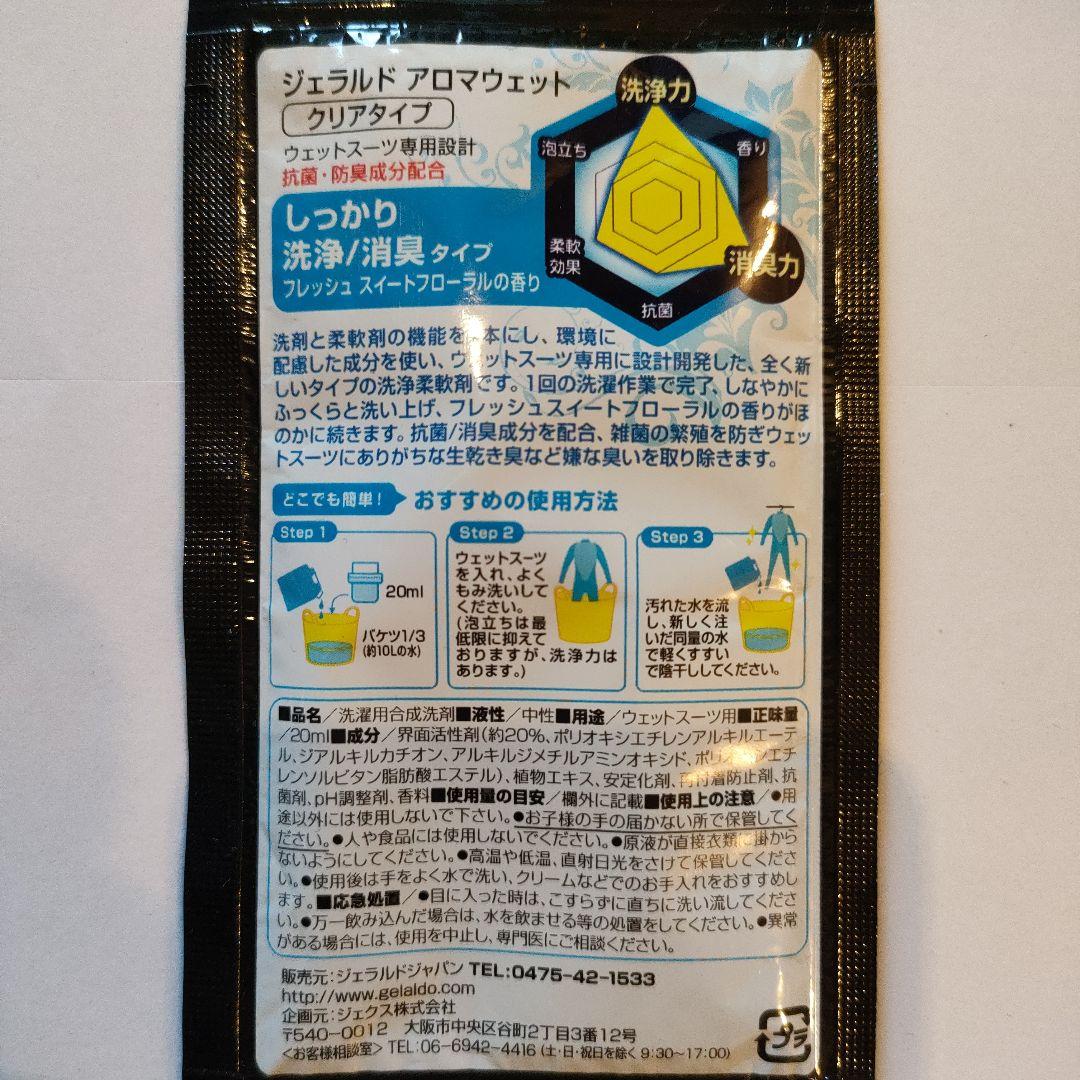 ジェラルド アロマウェット
クリアタイプ
ウェットスーツ専用設計
抗菌・防臭成分配合
しっかり
洗浄/消臭 タイプ
フレッシュ スイートフローラルの香り
洗浄力
泡立ち
香り
柔軟
効果
消臭力
抗菌
洗剤と柔軟剤の機能を 本にし、環境に
配慮した成分を使い、ウェットスーツ専用に設計開発した、全く新
しいタイプの洗浄柔軟剤です。1回の洗濯作業で完了、しなやかに
ふっくらと洗い上げ、フレッシュスイートフローラルの香りがほ
のかに続きます。抗菌/消臭成分を配合、雑菌の繁殖を防ぎウェッ
トスーツにありがちな生乾き臭など嫌な臭いを取り除きます。
どこでも簡単! おすすめの使用方法
Step 1
20ml
バケツ1/3
(約10Lの水)
Step 2
ウェットスーツ
を入れ、よく
もみ洗いして
ください。
(泡立ちは最
低限に抑えて
おりますが、洗浄力は
あります。)
Step 3
汚れた水を流
し、新しく注
いだ同量の水
で軽くすすい
で陰干ししてください。
■品名／洗濯用合成洗剤■液性／中性■用途／ウェットスーツ用■正味量
／20ml■成分／界面活性剤(約20%、ポリオキシエチレンアルキルエーテ
ル、ジアルキルカチオン、アルキルジメチルアミンオキシド、ポリオキシエチ
レンソルビタン脂肪酸エステル)、植物エキス、安定化剤、再付着防止剤、抗
菌剤、pH調整剤、香料■使用量の目安／欄外に記載■使用上の注意／●用
途以外には使用しないで下さい。●お子様の手の届かない所で保管してく
ださい。●人や食品には使用しないでください。●原液が直接衣類に掛から
ないようにしてください。●高温や低温、直射日光をさけて保管してくださ
い。●使用後は手をよく水で洗い、クリームなどでのお手入れをおすすめし
ます。■応急処置／●目に入った時は、こすらずに直ちに洗い流してくださ
い。●万一飲み込んだ場合は、水を飲ませる等の処置をしてください。●異常
がある場合には、使用を中止し、専門医にご相談ください。
販売元:ジェラルドジャパン TEL:0475-42-1533
http://www.gelaldo.com
企画元:ジェクス株式会社
〒540-0012 大阪市中央区谷町2丁目3番12号
<お客様相談室> TEL:06-6942-4416 (土・日・祝日を除く 9:30〜17:00)
プラ